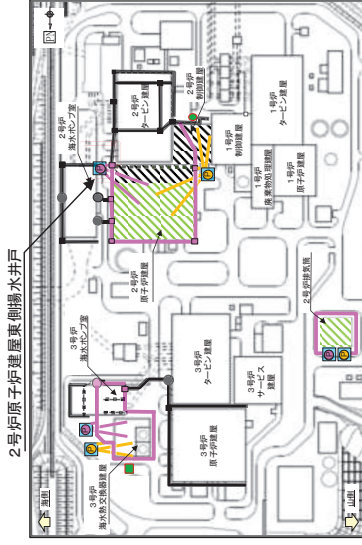 2号炉原子炉建屋東側揚水井戸
海側
山側
PN
2号炉
海水ポンプ室
2号炉
タービン建屋
2号炉
制御建屋
2号炉
原子炉建屋
1号炉
制御建屋
1号炉
タービン建屋
1号炉
廃棄物処理建屋
1号炉
原子炉建屋
3号炉
海水ポンプ室
3号炉
海水熱交換器建屋
3号炉
タービン建屋
3号炉
サービス
建屋
3号炉
原子炉建屋
2号炉排気筒